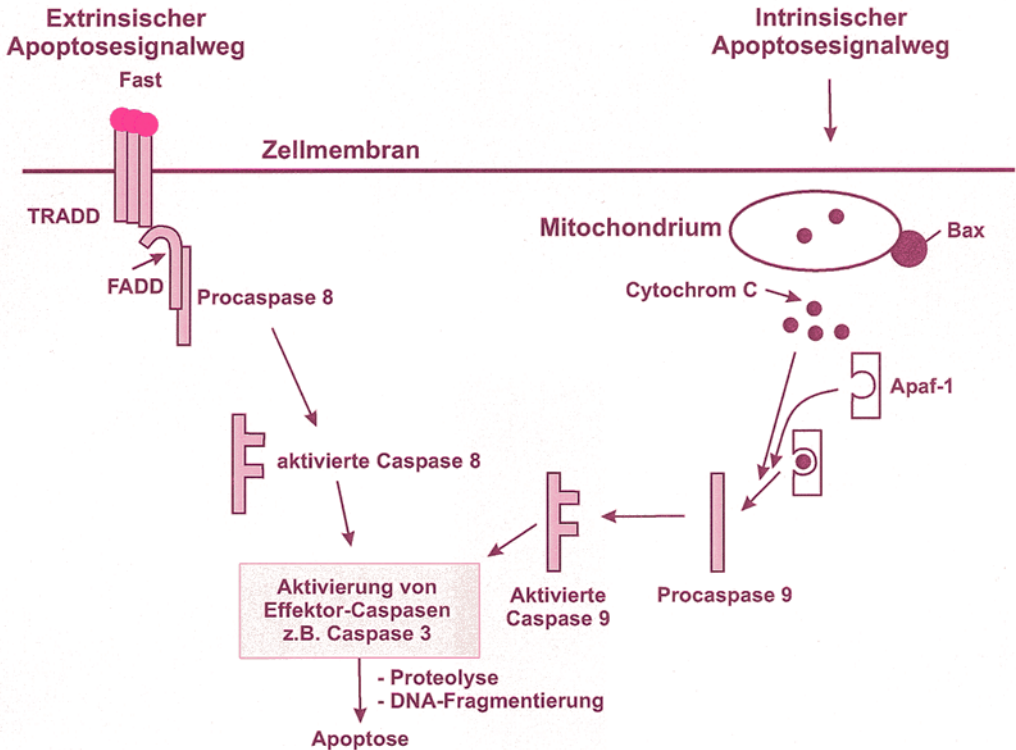 Extrinsischer
Apoptosesignalweg
Fast
Intrinsischer
Apoptosesignalweg
Zellmembran
TRADD
FADD
Procaspase 8
Mitochondrium
Bax
Cytochrom C
Apaf-1
aktivierte Caspase 8
Aktivierte
Caspase 9
Procaspase 9
Aktivierung von
Effektor-Caspasen
z.B. Caspase 3
- Proteolyse
- DNA-Fragmentierung
Apoptose